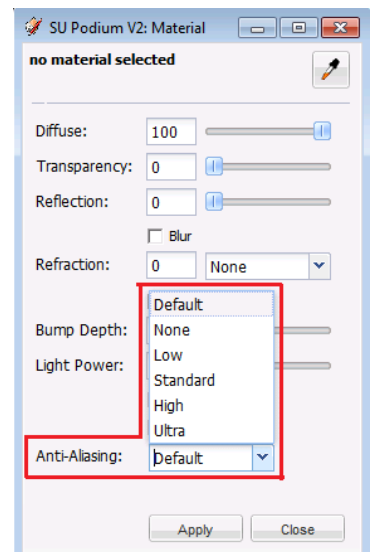 SU Podium V2: Material
no material selected
Diffuse: 100
Transparency: 0
Reflection: 0
Blur
Refraction: 0 None
Default
Bump Depth: None
Low
Light Power:
Standard
High
Ultra
Anti-Aliasing: Default
Apply Close